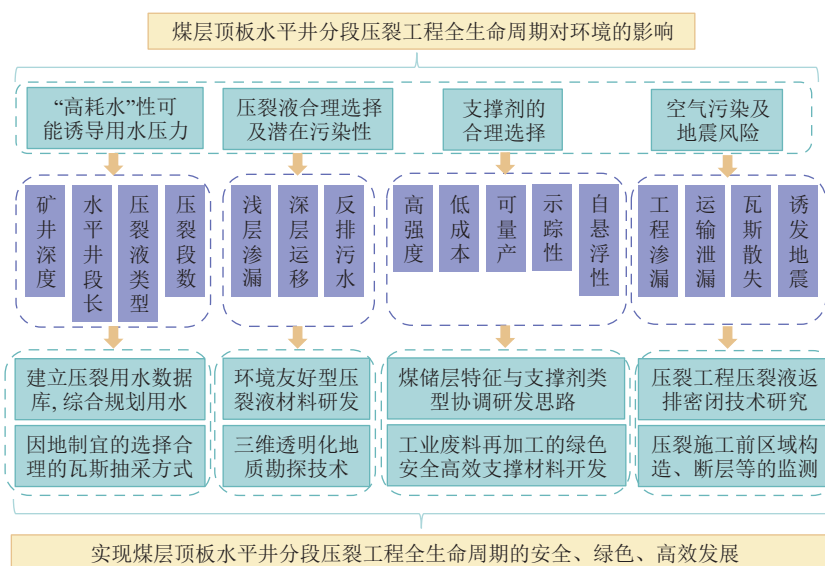 煤层顶板水平井分段压裂工程全生命周期对环境的影响
“高耗水”性可
能诱导用水压力
压裂液合理选择
及潜在污染性
支撑剂的
合理选择
空气污染及
地震风险
矿井深度
水平井段长
压裂液类型
压裂段数
浅层渗漏
深层运移
反排污水
高强度
低成本
可量产
示踪性
自悬浮性
工程渗漏
运输泄漏
瓦斯散失
诱发地震
建立压裂用水数据
库,综合规划用水
因地制宜的选择合
理的瓦斯抽采方式
环境友好型压
裂液材料研发
三维透明化地
质勘探技术
煤储层特征与支撑剂类
型协调研发思路
工业废料再加工的绿色
安全高效支撑材料开发
压裂工程压裂液返
排密闭技术研究
压裂施工前区域构
造、断层等的监测
实现煤层顶板水平井分段压裂工程全生命周期的安全、绿色、高效发展